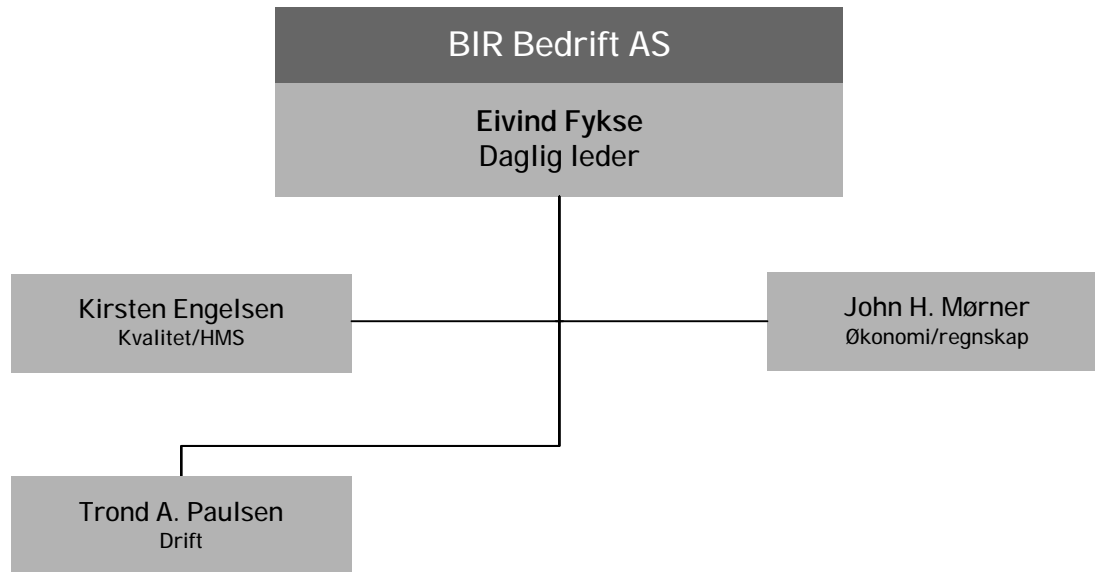 BIR Bedrift AS
Eivind Fykse
Daglig leder
Kirsten Engelsen
Kvalitet/HMS
John H. Mørner
Økonomi/regnskap
Trond A. Paulsen
Drift